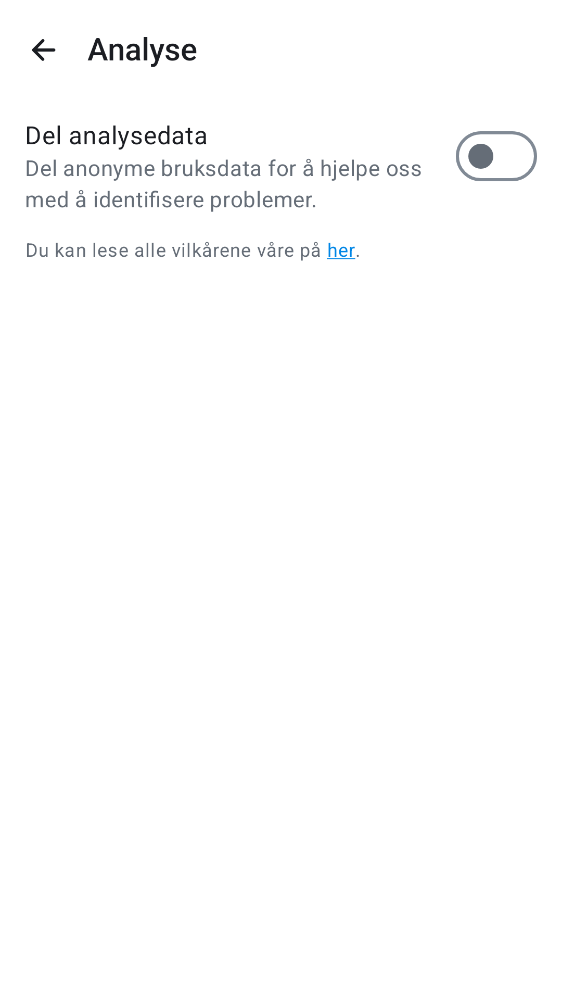 Analyse
Del analysedata
Del anonyme bruksdata for å hjelpe oss
med å identifisere problemer.
Du kan lese alle vilkårene våre på her.